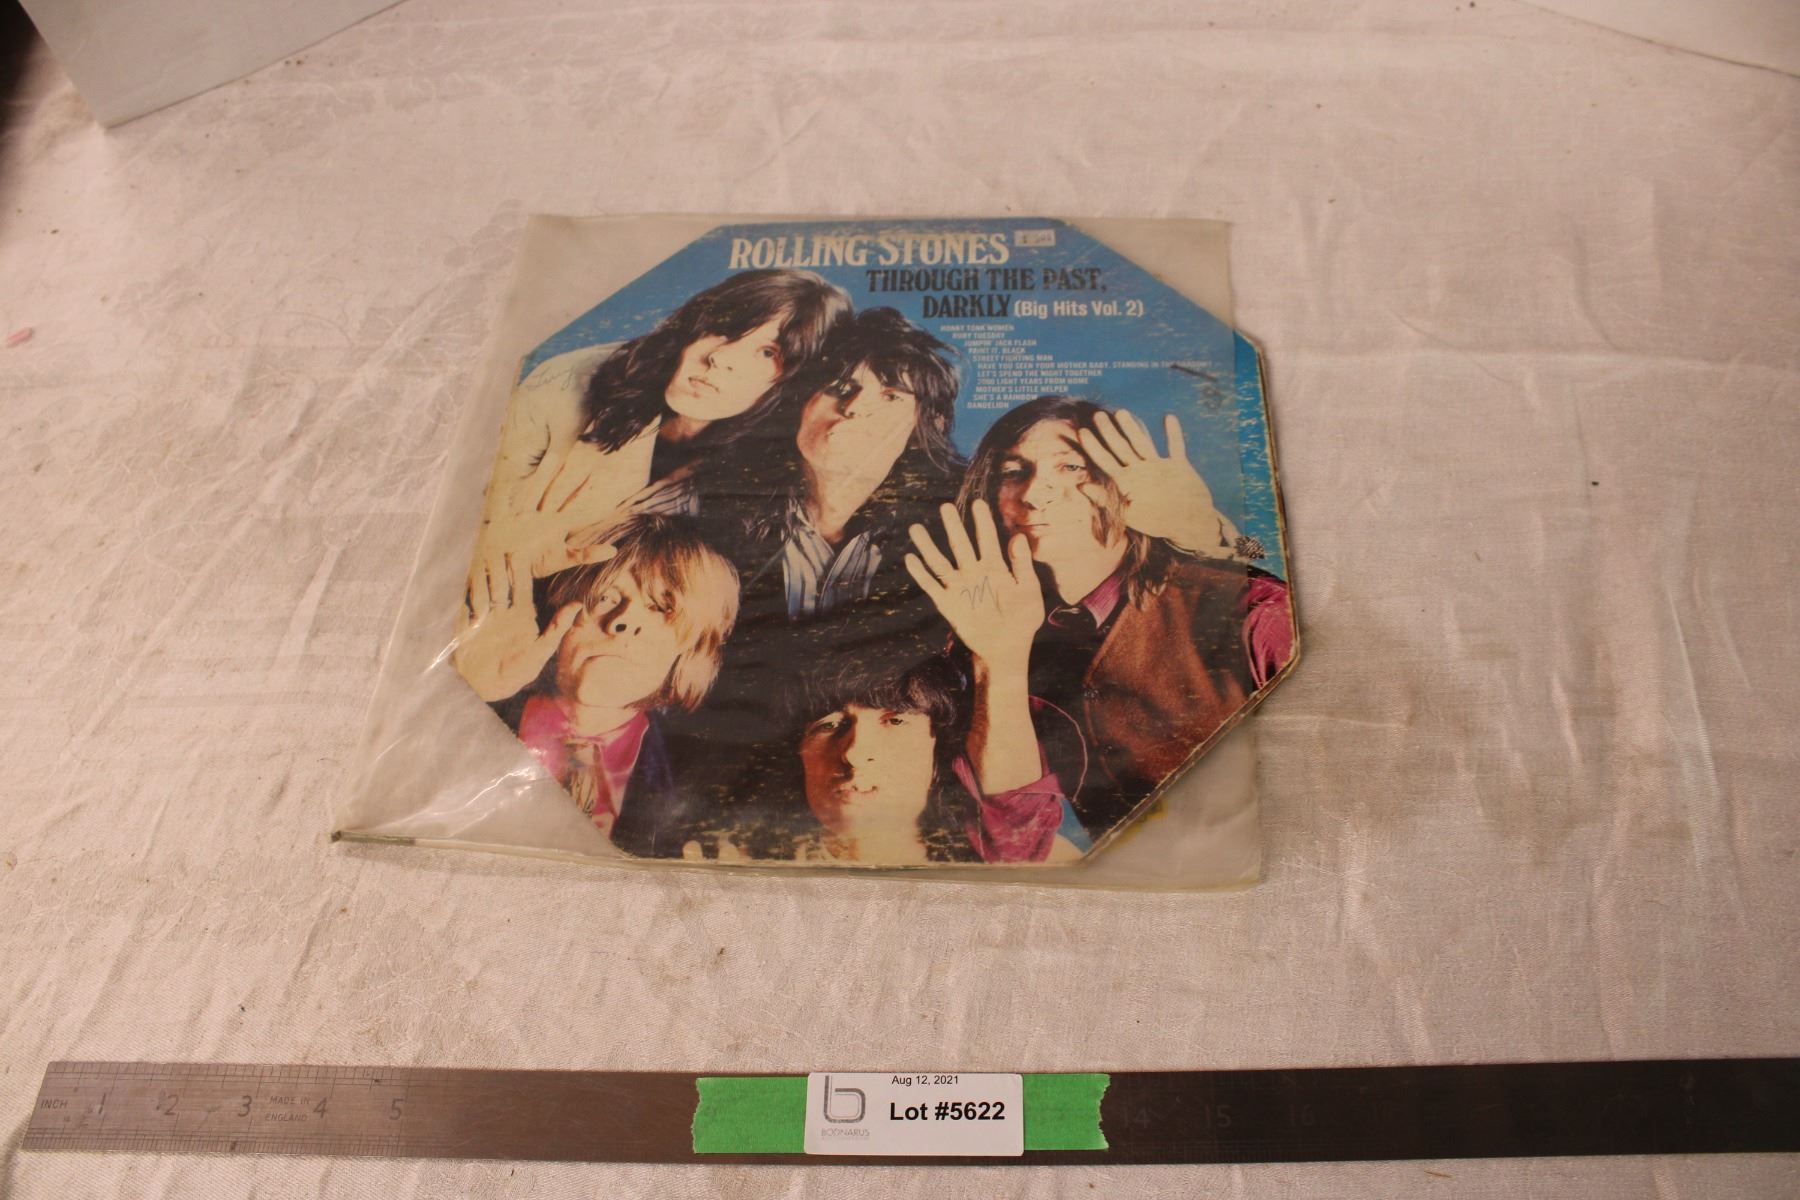 ROLLING STONES
THROUGH THE PAST,
DARKLY (Big Hits Vol. 2)
HONKY TONK WOMEN
RUBY TUESDAY
JUMPIN' JACK FLASH
PAINT IT, BLACK
STREET FIGHTING MAN
HAVE YOU SEEN YOUR MOTHER BABY, STANDING IN THE SHADOW?
LET'S SPEND THE NIGHT TOGETHER
2000 LIGHT YEARS FROM HOME
MOTHER'S LITTLE HELPER
SHE'S A RAINBOW
DANDELION
M
INCH 1 2 3 MADE IN ENGLAND 4 5 14 15 16
Aug 12, 2021
Lot #5622
BODNARUS